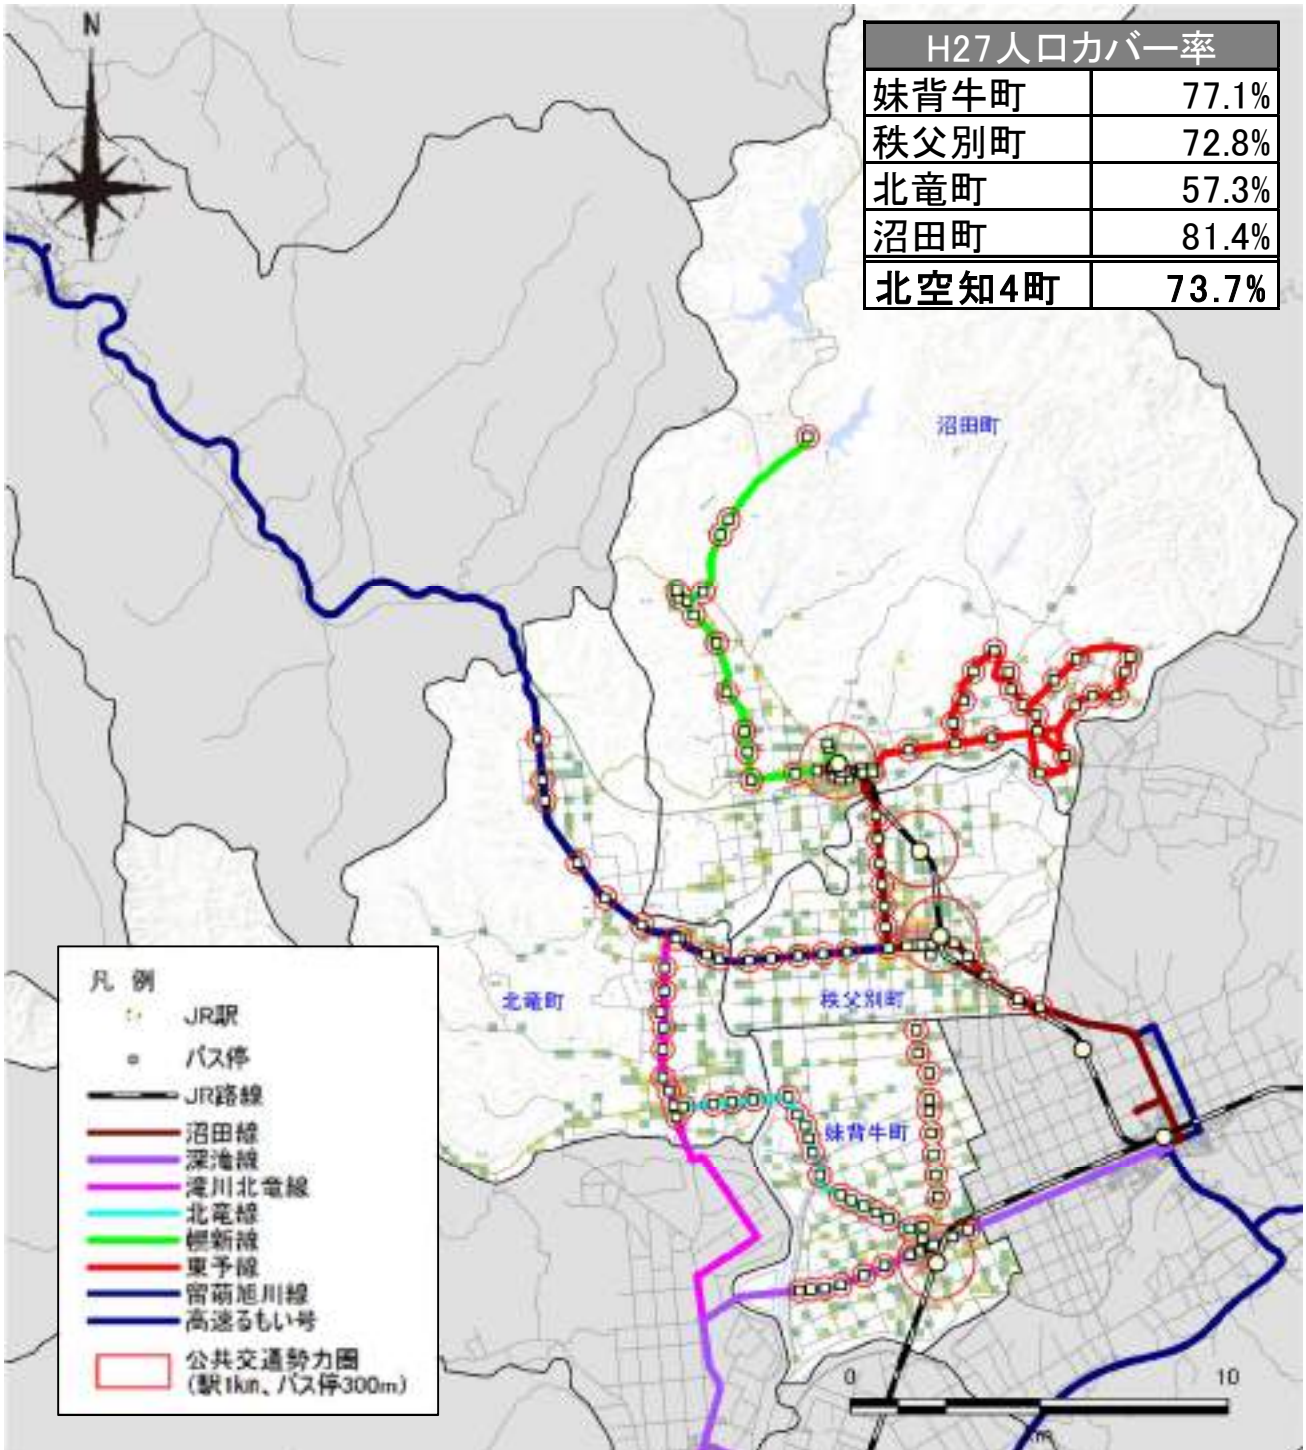 N
H27人口カバー率
妹背牛町 77.1%
秩父別町 72.8%
北竜町 57.3%
沼田町 81.4%
北空知4町 73.7%
沼田町
北竜町
秩父別町
妹背牛町
凡 例
JR駅
バス停
JR路線
沼田線
深滝線
滝川北竜線
北竜線
幌新線
東予線
留萌旭川線
高速るもい号
公共交通勢力圏
(駅1km、バス停300m)
0 10
km